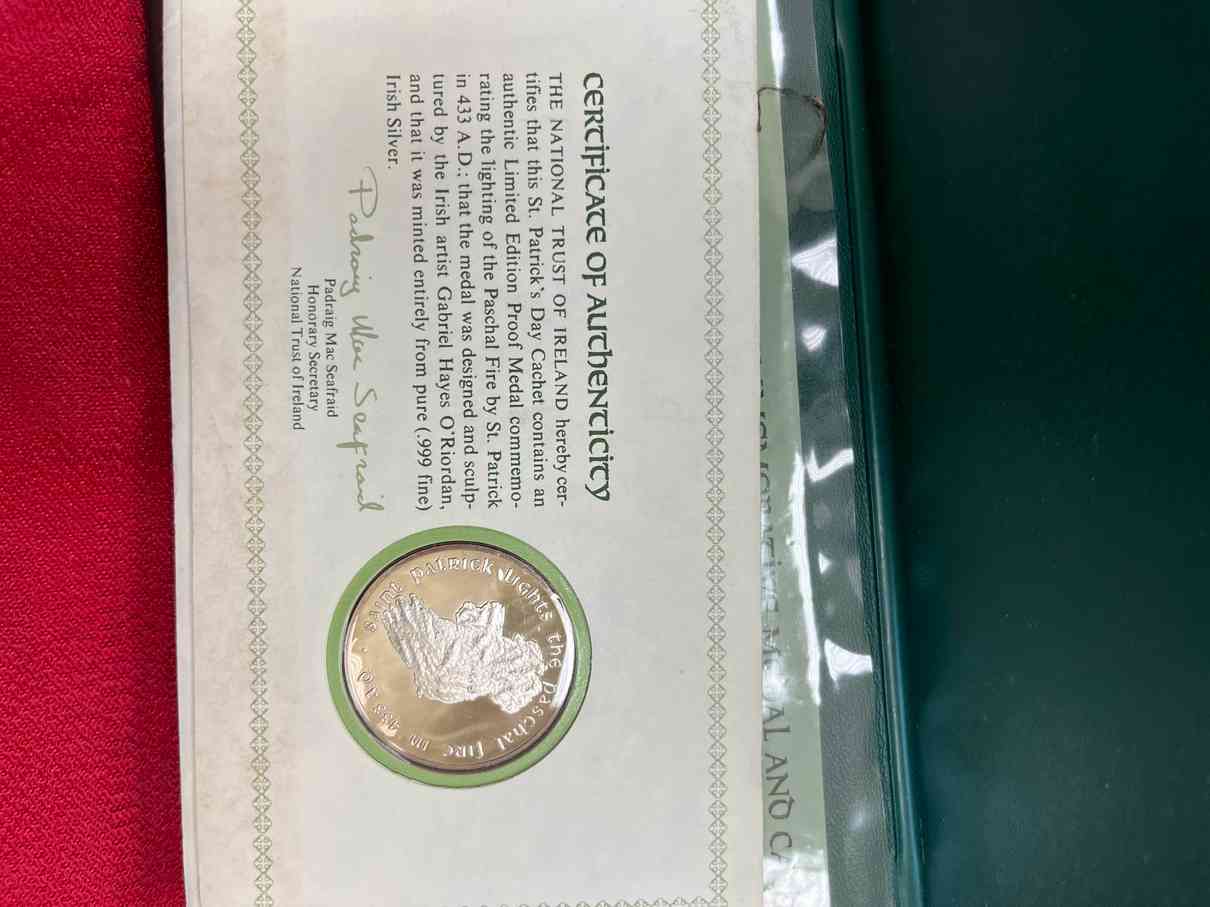 CERTIFICATE OF AUTHENTICITY
THE NATIONAL TRUST OF IRELAND hereby cer-
tifies that this St. Patrick's Day Cachet contains an
authentic Limited Edition Proof Medal commemo-
rating the lighting of the Paschal Fire by St. Patrick
in 433 A.D.; that the medal was designed and sculp-
tured by the Irish artist Gabriel Hayes O'Riordan,
and that it was minted entirely from pure (.999 fine)
Irish Silver.
Padraig Mac Seafraid
Padraig Mac Seafraid
Honorary Secretary
National Trust of Ireland
SAINT PATRICK LIGHTS THE PASCHAL FIRE IN 433 A.D.
MEDAL AND